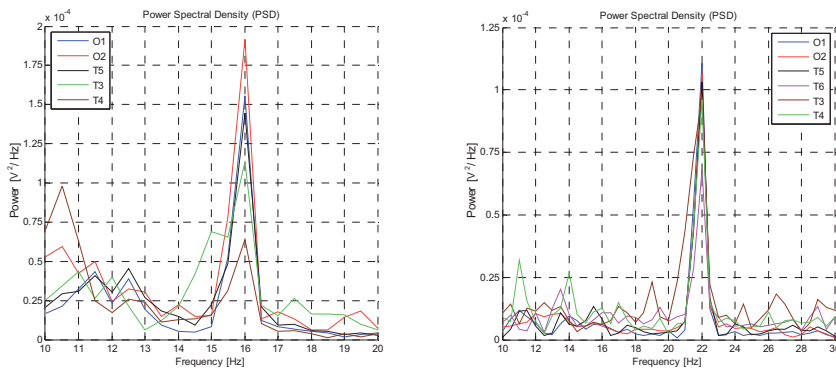 Power Spectral Density (PSD)
x 10⁻⁴
2
1.75
1.5
1.25
1
0.75
0.5
0.25
0
Power [V²/ Hz]
O1
O2
T5
T3
T4
10 11 12 13 14 15 16 17 18 19 20
Frequency [Hz]
Power Spectral Density (PSD)
x 10⁻⁴
1.25
1
0.75
0.5
0.25
0
Power [V²/ Hz]
O1
O2
T5
T6
T3
T4
10 12 14 16 18 20 22 24 26 28 30
Frequency [Hz]